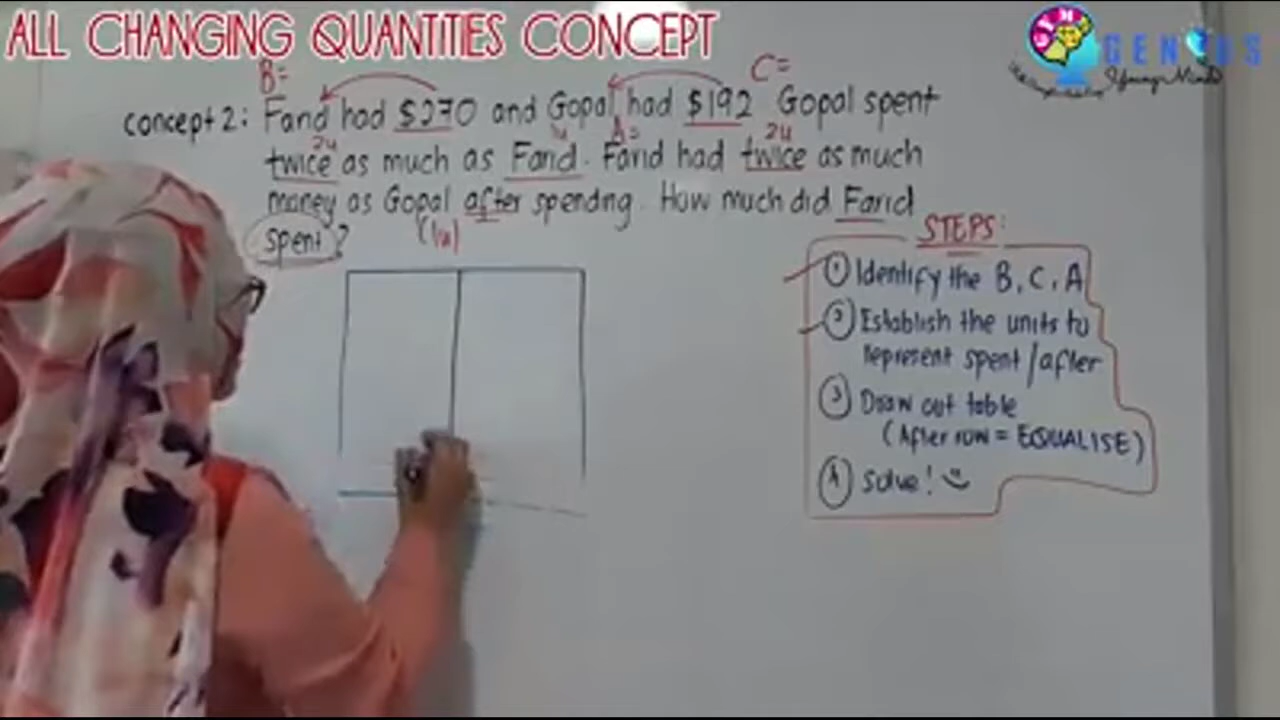 ALL CHANGING QUANTITIES CONCEPT
GENIUS
Young Minds
B= C=
concept 2: Farid had $270 and Gopal had $192 Gopal spent
2u 1u A= 2u
twice as much as Farid. Farid had twice as much
money as Gopal after spending. How much did Farid
spent? (1u)
STEPS:
① Identify the B, C, A
② Establish the units to
represent spent/after
③ Draw out table
(After row = EQUALISE)
④ Solve!